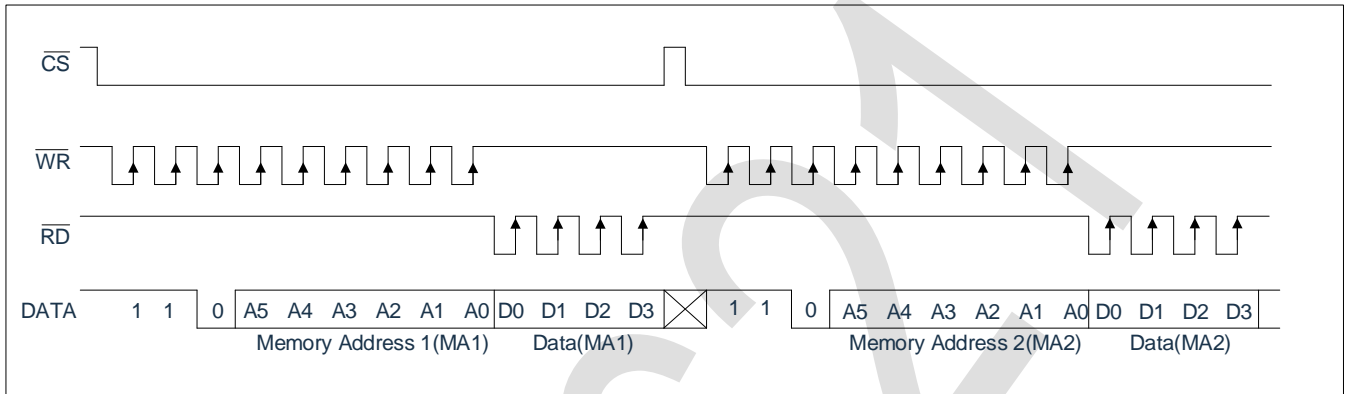 CS
WR
RD
DATA 1 1 0 A5 A4 A3 A2 A1 A0 D0 D1 D2 D3 1 1 0 A5 A4 A3 A2 A1 A0 D0 D1 D2 D3
Memory Address 1(MA1) Data(MA1) Memory Address 2(MA2) Data(MA2)